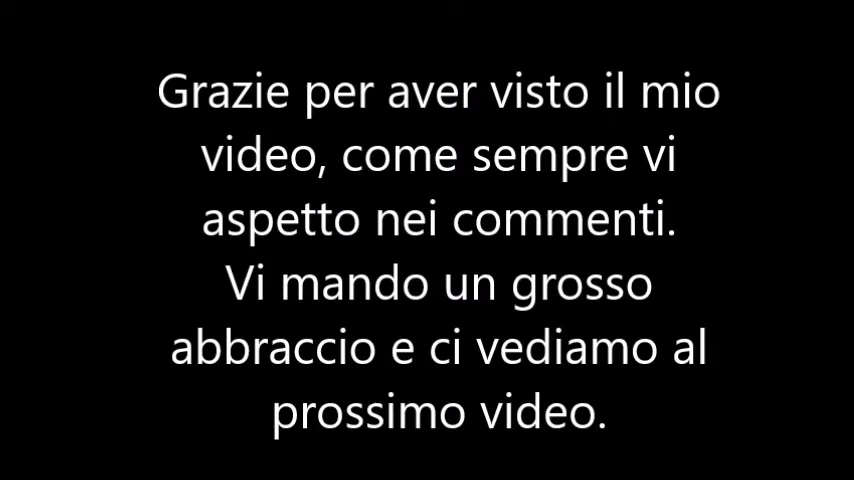 Grazie per aver visto il mio
video, come sempre vi
aspetto nei commenti.
Vi mando un grosso
abbraccio e ci vediamo al
prossimo video.